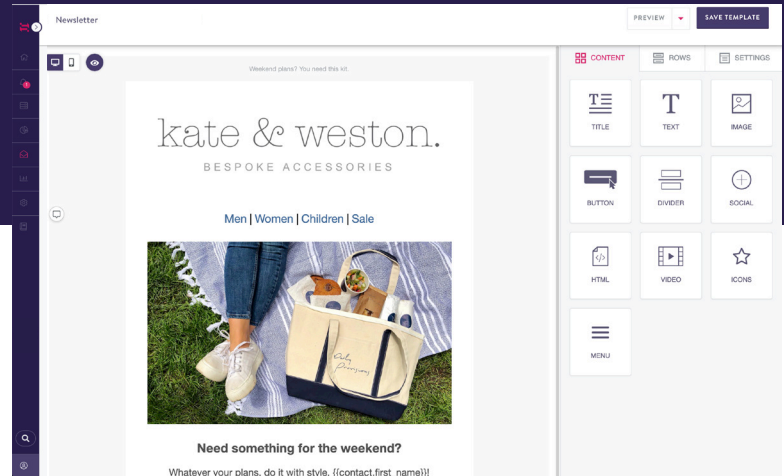 Newsletter
PREVIEW
SAVE TEMPLATE
CONTENT
ROWS
SETTINGS
Weekend plans? You need this kit.
kate & weston.
BESPOKE ACCESSORIES
Men | Women | Children | Sale
Daily
Provisions
Need something for the weekend?
Whatever your plans, do it with style, {{contact.first_name}}!
TITLE
TEXT
IMAGE
BUTTON
DIVIDER
SOCIAL
HTML
VIDEO
ICONS
MENU